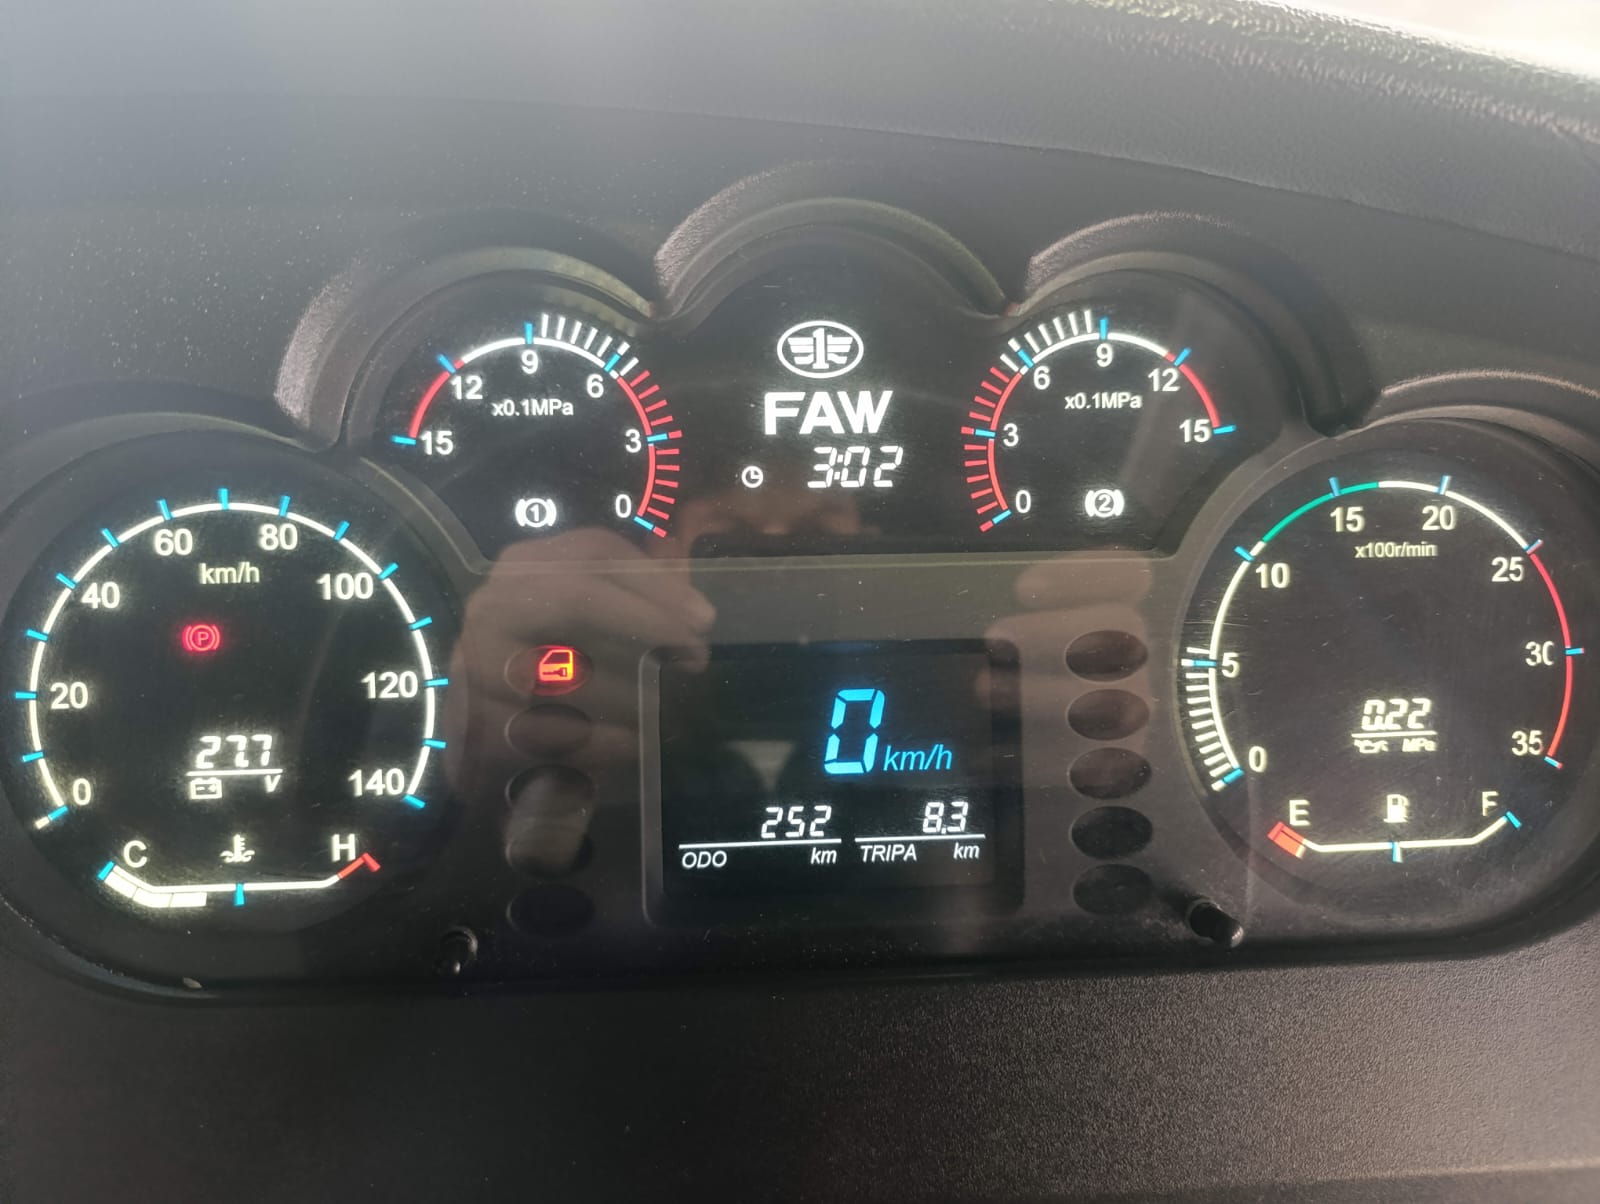 FAW
3:02
15 12 9 6 3 0
x0.1MPa
1
0 3 6 9 12 15
x0.1MPa
2
0 20 40 60 80 100 120 140
km/h
P
27.7
V
C H
0 km/h
252
ODO km
8.3
TRIPA km
0 5 10 15 20 25 30 35
x100r/min
0.22
MPa
E F